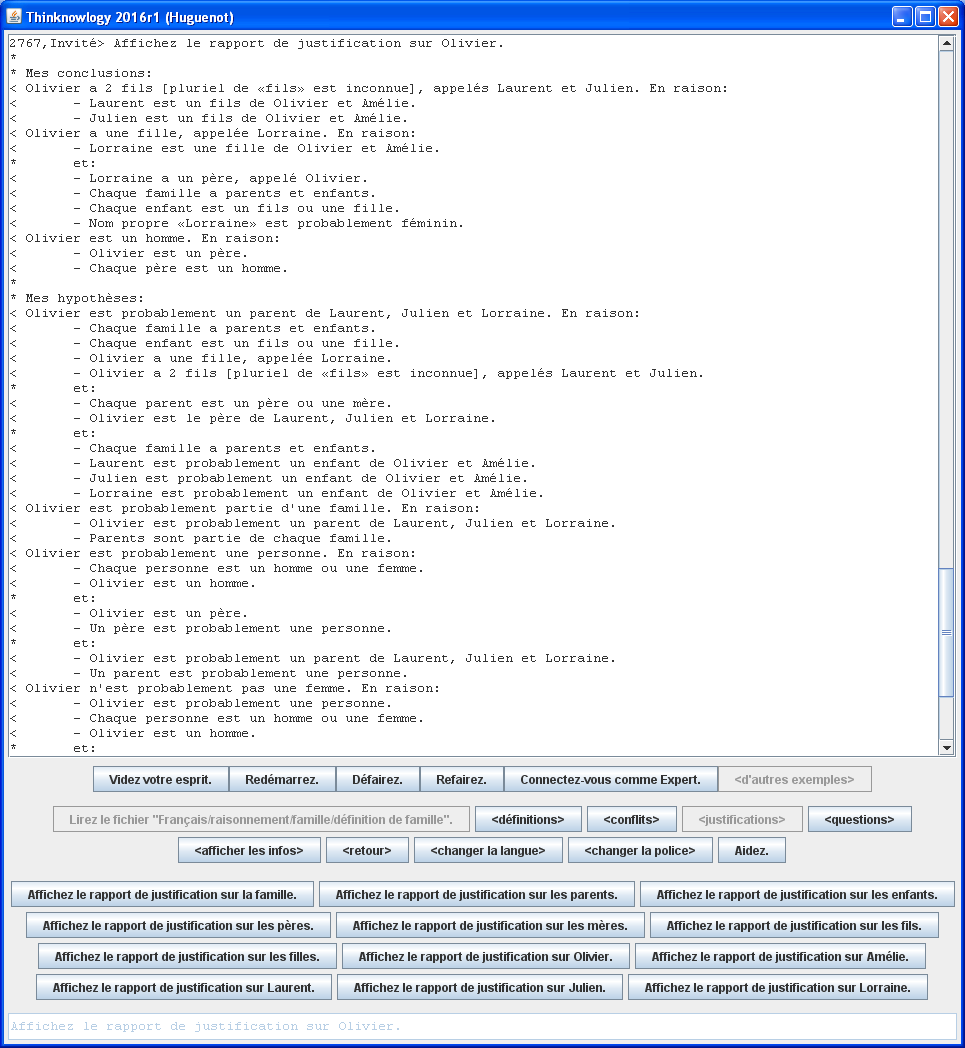 Thinknowlogy 2016r1 (Huguenot)
2767,Invité> Affichez le rapport de justification sur Olivier.
*
* Mes conclusions:
< Olivier a 2 fils [pluriel de «fils» est inconnue], appelés Laurent et Julien. En raison:
< - Laurent est un fils de Olivier et Amélie.
< - Julien est un fils de Olivier et Amélie.
< Olivier a une fille, appelée Lorraine. En raison:
< - Lorraine est une fille de Olivier et Amélie.
* et:
< - Lorraine a un père, appelé Olivier.
< - Chaque famille a parents et enfants.
< - Chaque enfant est un fils ou une fille.
< - Nom propre «Lorraine» est probablement féminin.
< Olivier est un homme. En raison:
< - Olivier est un père.
< - Chaque père est un homme.
*
* Mes hypothèses:
< Olivier est probablement un parent de Laurent, Julien et Lorraine. En raison:
< - Chaque famille a parents et enfants.
< - Chaque enfant est un fils ou une fille.
< - Olivier a une fille, appelée Lorraine.
< - Olivier a 2 fils [pluriel de «fils» est inconnue], appelés Laurent et Julien.
* et:
< - Chaque parent est un père ou une mère.
< - Olivier est le père de Laurent, Julien et Lorraine.
* et:
< - Chaque famille a parents et enfants.
< - Laurent est probablement un enfant de Olivier et Amélie.
< - Julien est probablement un enfant de Olivier et Amélie.
< - Lorraine est probablement un enfant de Olivier et Amélie.
< Olivier est probablement partie d'une famille. En raison:
< - Olivier est probablement un parent de Laurent, Julien et Lorraine.
< - Parents sont partie de chaque famille.
< Olivier est probablement une personne. En raison:
< - Chaque personne est un homme ou une femme.
< - Olivier est un homme.
* et:
< - Olivier est un père.
< - Un père est probablement une personne.
* et:
< - Olivier est probablement un parent de Laurent, Julien et Lorraine.
< - Un parent est probablement une personne.
< Olivier n'est probablement pas une femme. En raison:
< - Olivier est probablement une personne.
< - Chaque personne est un homme ou une femme.
< - Olivier est un homme.
* et:
Videz votre esprit. Redémarrez. Défairez. Refairez. Connectez-vous comme Expert. <d'autres exemples>
Lirez le fichier "Français/raisonnement/famille/définition de famille". <définitions> <conflits> <justifications> <questions>
<afficher les infos> <retour> <changer la langue> <changer la police> Aidez.
Affichez le rapport de justification sur la famille. Affichez le rapport de justification sur les parents. Affichez le rapport de justification sur les enfants.
Affichez le rapport de justification sur les pères. Affichez le rapport de justification sur les mères. Affichez le rapport de justification sur les fils.
Affichez le rapport de justification sur les filles. Affichez le rapport de justification sur Olivier. Affichez le rapport de justification sur Amélie.
Affichez le rapport de justification sur Laurent. Affichez le rapport de justification sur Julien. Affichez le rapport de justification sur Lorraine.
Affichez le rapport de justification sur Olivier.